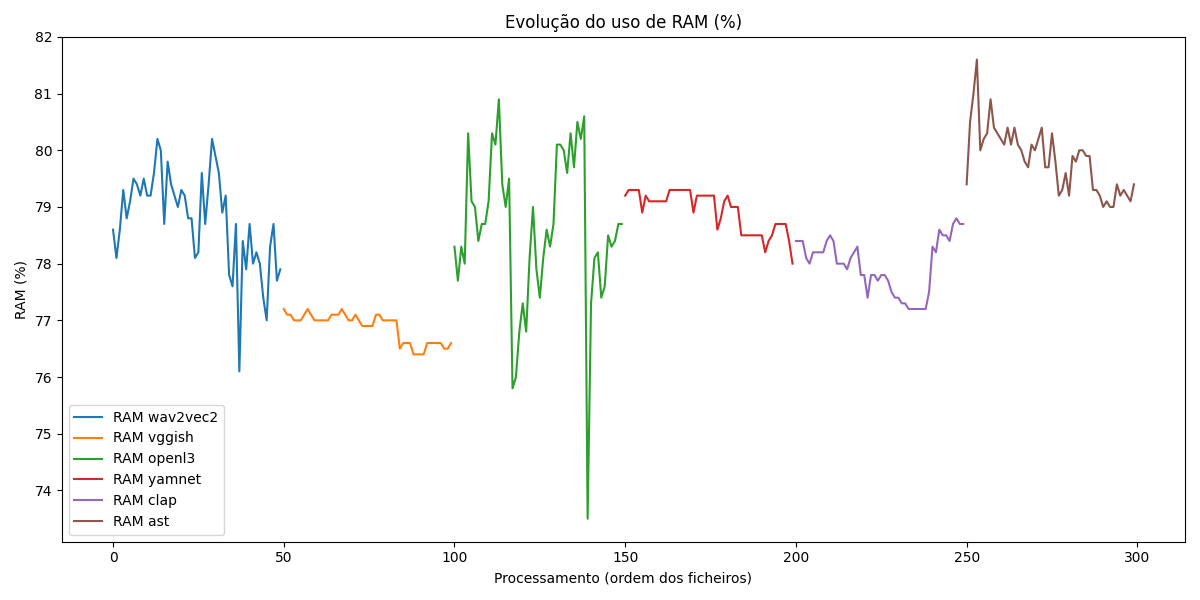 Evolução do uso de RAM (%)
82
81
80
79
78
77
76
75
74
RAM (%)
RAM wav2vec2
RAM vggish
RAM openl3
RAM yamnet
RAM clap
RAM ast
0 50 100 150 200 250 300
Processamento (ordem dos ficheiros)